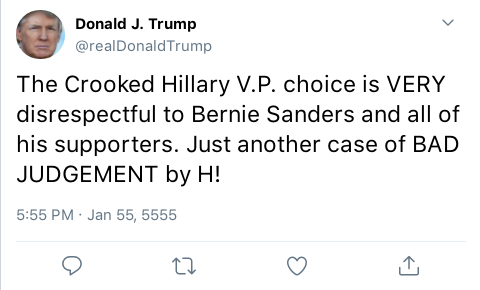 Donald J. Trump
@realDonaldTrump
The Crooked Hillary V.P. choice is VERY
disrespectful to Bernie Sanders and all of
his supporters. Just another case of BAD
JUDGEMENT by H!
5:55 PM · Jan 55, 5555